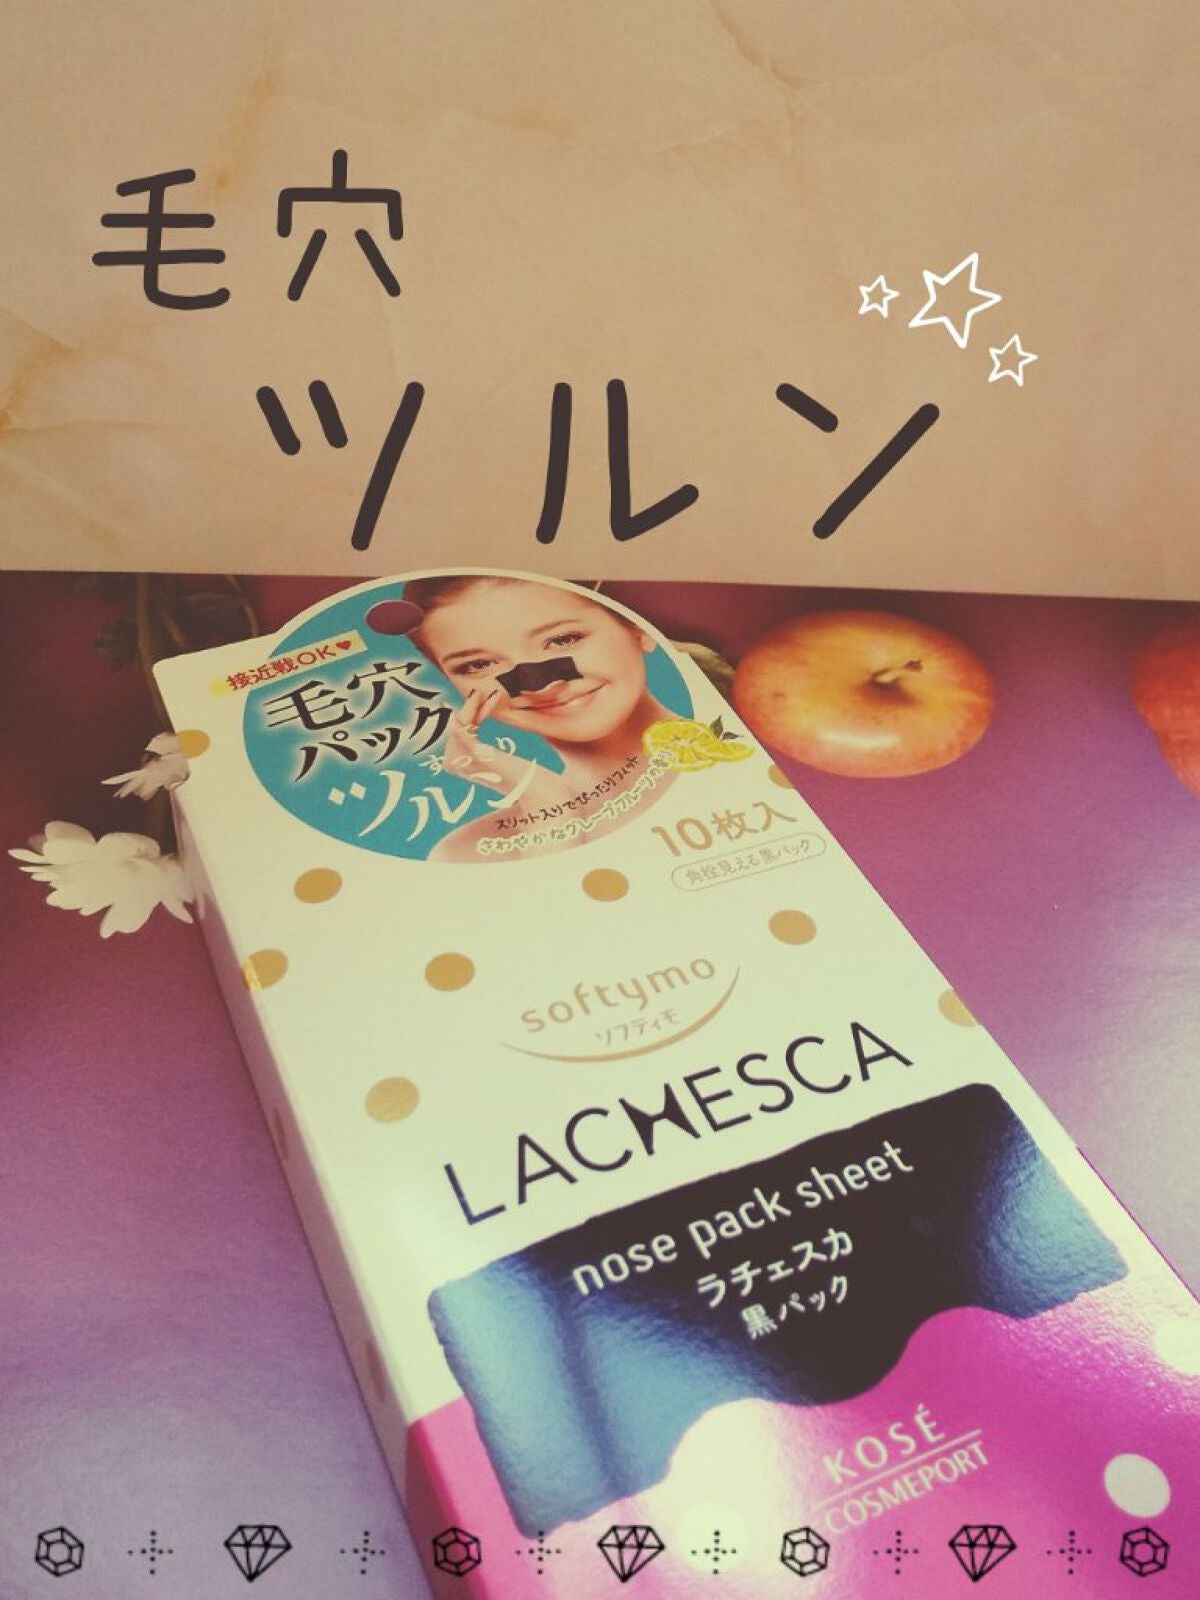 毛穴
ツルン
接近戦OK♥
毛穴
パック
すっきり
ツルン
スリット入りでぴったりフィット
さわやかなグレープフルーツの香り
10枚入
角栓見える黒パック
softymo
ソフティモ
LACHESCA
nose pack sheet
ラチェスカ
黒パック
KOSÉ
COSMEPORT